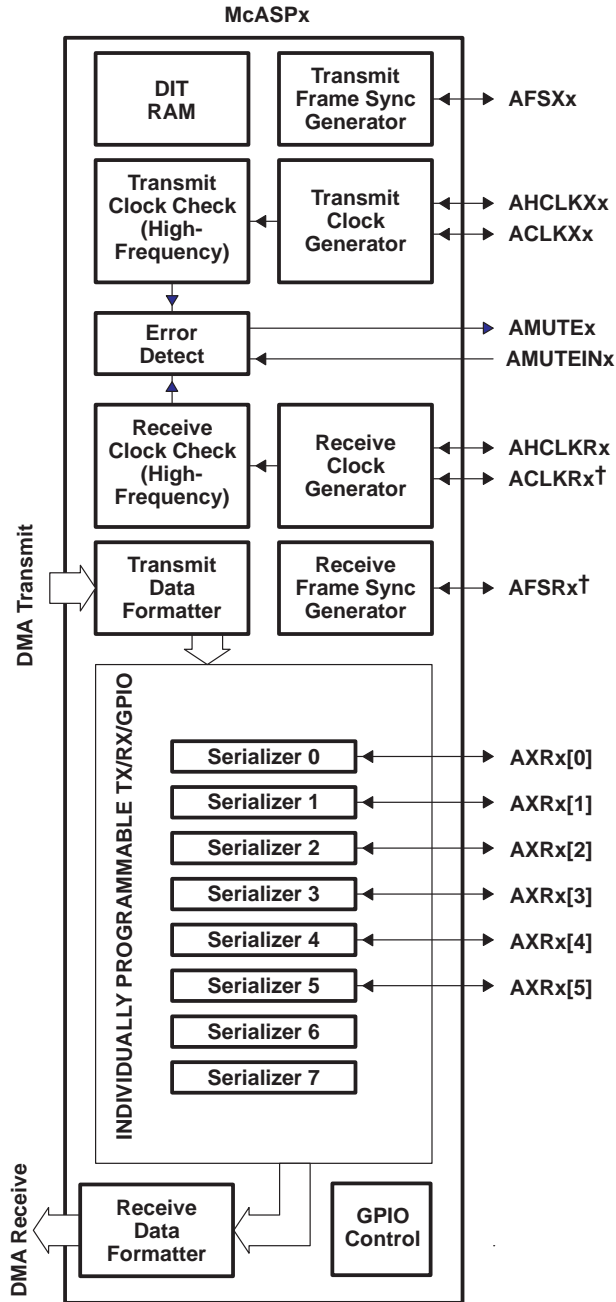 McASPx
DIT
RAM
Transmit
Frame Sync
Generator
AFSXx
Transmit
Clock Check
(High-
Frequency)
Transmit
Clock
Generator
AHCLKXx
ACLKXx
Error
Detect
AMUTEx
AMUTEINx
Receive
Clock Check
(High-
Frequency)
Receive
Clock
Generator
AHCLKRx
ACLKRx†
DMA Transmit
Transmit
Data
Formatter
Receive
Frame Sync
Generator
AFSRx†
INDIVIDUALLY PROGRAMMABLE TX/RX/GPIO
Serializer 0
AXRx[0]
Serializer 1
AXRx[1]
Serializer 2
AXRx[2]
Serializer 3
AXRx[3]
Serializer 4
AXRx[4]
Serializer 5
AXRx[5]
Serializer 6
Serializer 7
DMA Receive
Receive
Data
Formatter
GPIO
Control